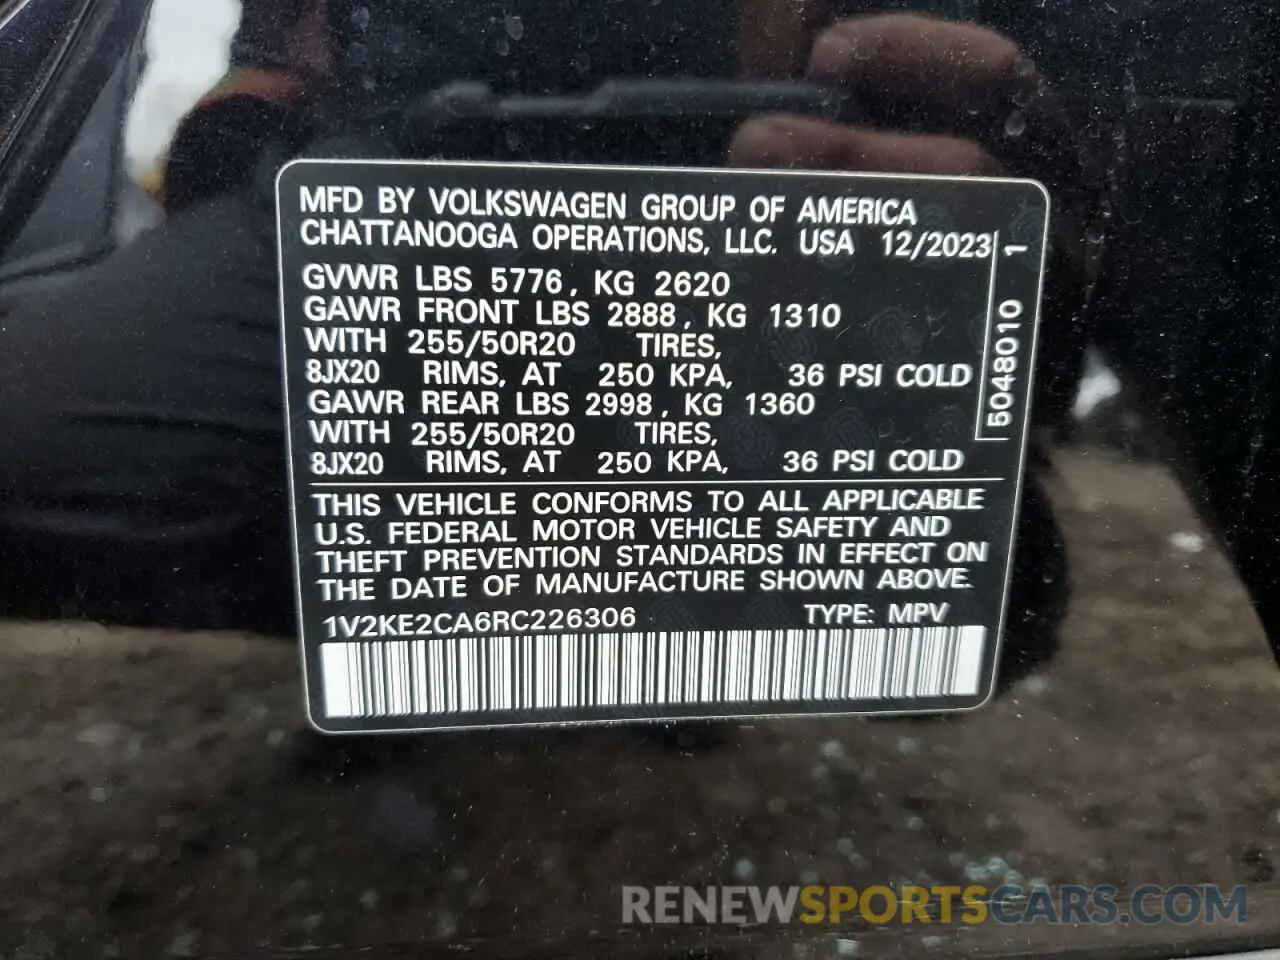 MFD BY VOLKSWAGEN GROUP OF AMERICA
CHATTANOOGA OPERATIONS, LLC. USA 12/2023
GVWR LBS 5776, KG 2620
GAWR FRONT LBS 2888, KG 1310
WITH 255/50R20 TIRES,
8JX20 RIMS, AT 250 KPA, 36 PSI COLD
GAWR REAR LBS 2998, KG 1360
WITH 255/50R20 TIRES,
8JX20 RIMS, AT 250 KPA, 36 PSI COLD
5048010 1
THIS VEHICLE CONFORMS TO ALL APPLICABLE
U.S. FEDERAL MOTOR VEHICLE SAFETY AND
THEFT PREVENTION STANDARDS IN EFFECT ON
THE DATE OF MANUFACTURE SHOWN ABOVE.
1V2KE2CA6RC226306 TYPE: MPV
RENEWSPORTSCARS.COM